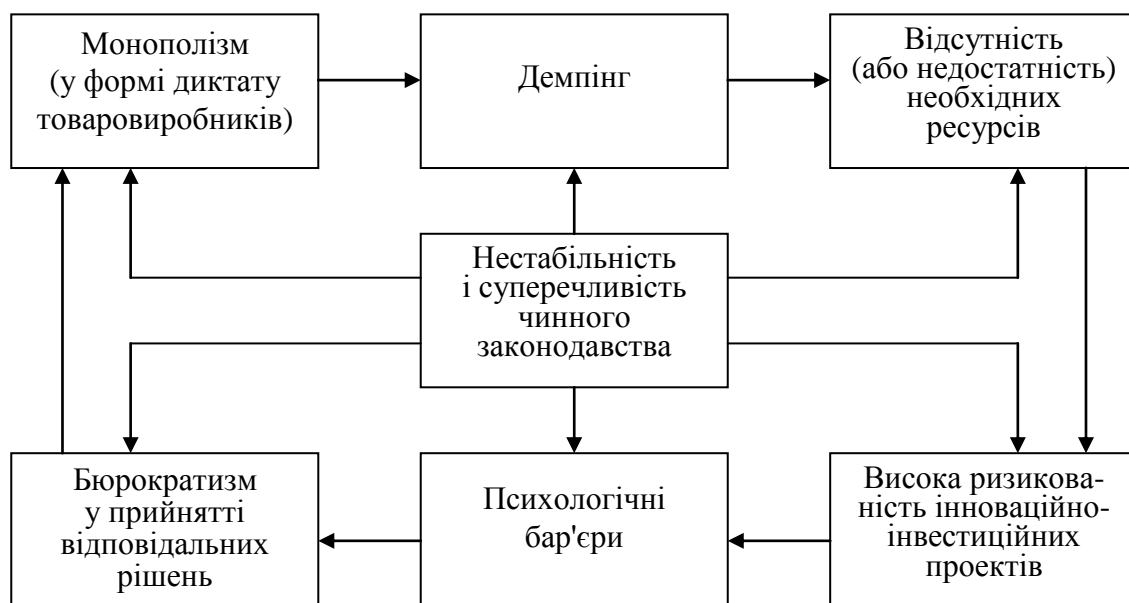 Монополізм
(у формі диктату
товаровиробників)
Демпінг
Відсутність
(або недостатність)
необхідних
ресурсів
Нестабільність
і суперечливість
чинного
законодавства
Бюрократизм
у прийнятті
відповідальних
рішень
Психологічні
бар'єри
Висока ризикова-
ність інноваційно-
інвестиційних
проектів